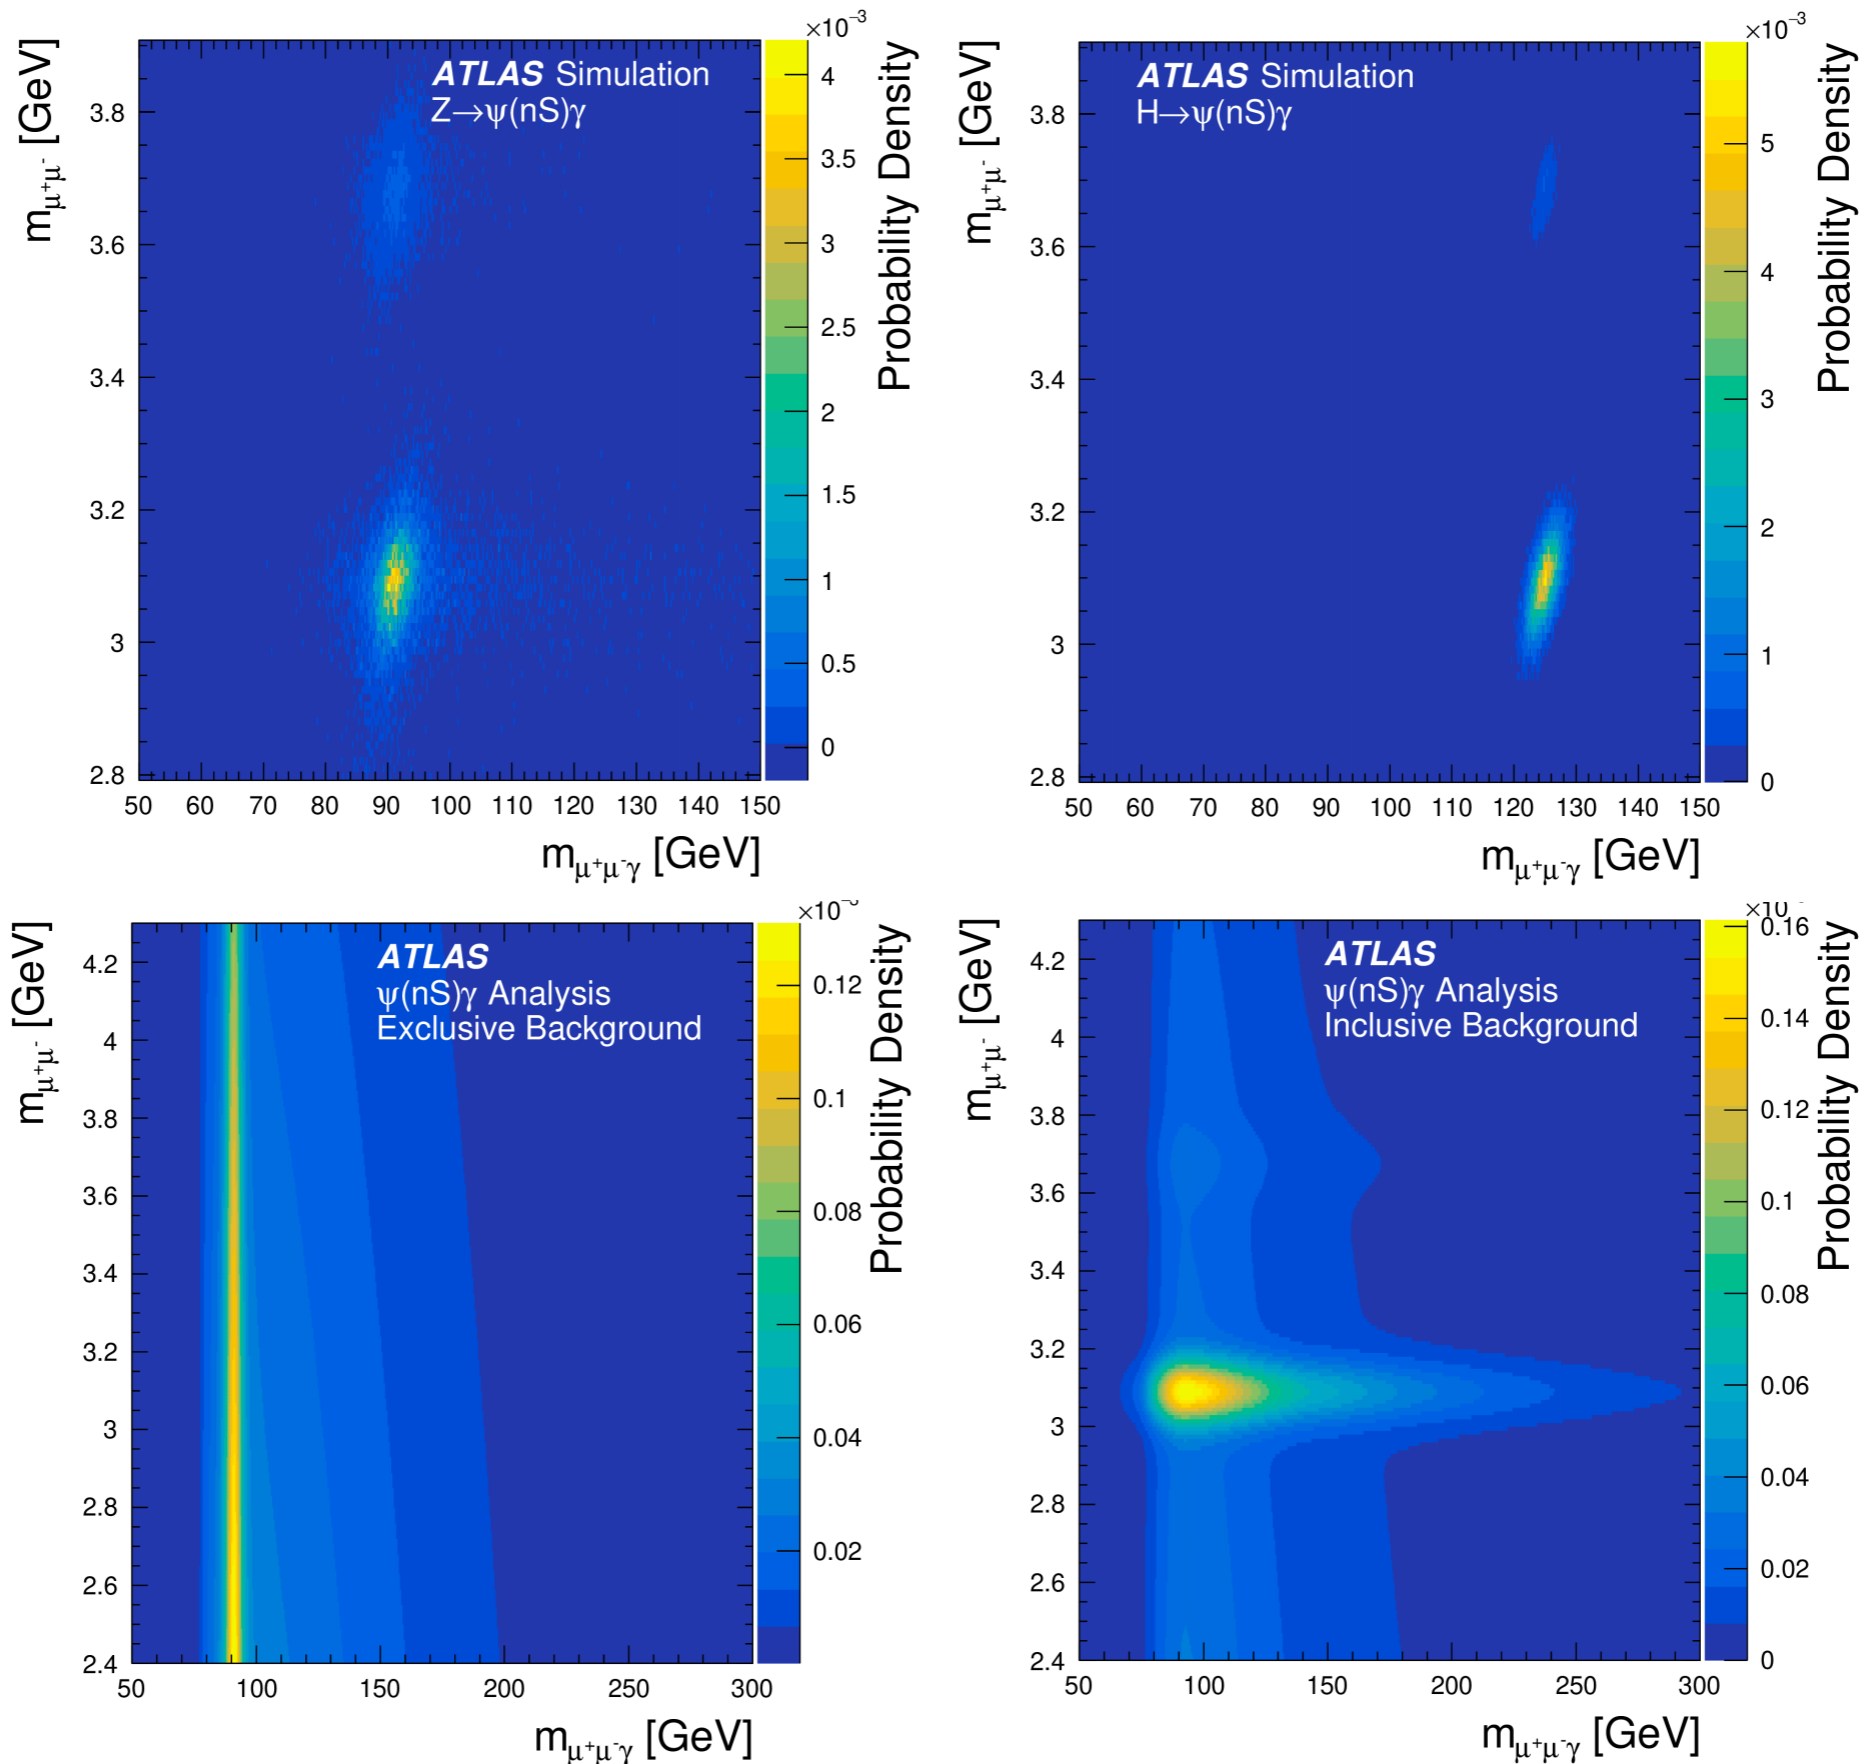 ×10⁻³
ATLAS Simulation
Z→ψ(nS)γ
m_μ⁺μ⁻ [GeV]
3.8
3.6
3.4
3.2
3
2.8
50 60 70 80 90 100 110 120 130 140 150
m_μ⁺μ⁻γ [GeV]
4
3.5
3
2.5
2
1.5
1
0.5
0
Probability Density
×10⁻³
ATLAS Simulation
H→ψ(nS)γ
m_μ⁺μ⁻ [GeV]
3.8
3.6
3.4
3.2
3
2.8
50 60 70 80 90 100 110 120 130 140 150
m_μ⁺μ⁻γ [GeV]
5
4
3
2
1
0
Probability Density
ATLAS
ψ(nS)γ Analysis
Exclusive Background
m_μ⁺μ⁻ [GeV]
4.2
4
3.8
3.6
3.4
3.2
3
2.8
2.6
2.4
50 100 150 200 250 300
m_μ⁺μ⁻γ [GeV]
0.12
0.1
0.08
0.06
0.04
0.02
Probability Density
ATLAS
ψ(nS)γ Analysis
Inclusive Background
m_μ⁺μ⁻ [GeV]
4.2
4
3.8
3.6
3.4
3.2
3
2.8
2.6
2.4
50 100 150 200 250 300
m_μ⁺μ⁻γ [GeV]
0.16
0.14
0.12
0.1
0.08
0.06
0.04
0.02
0
Probability Density